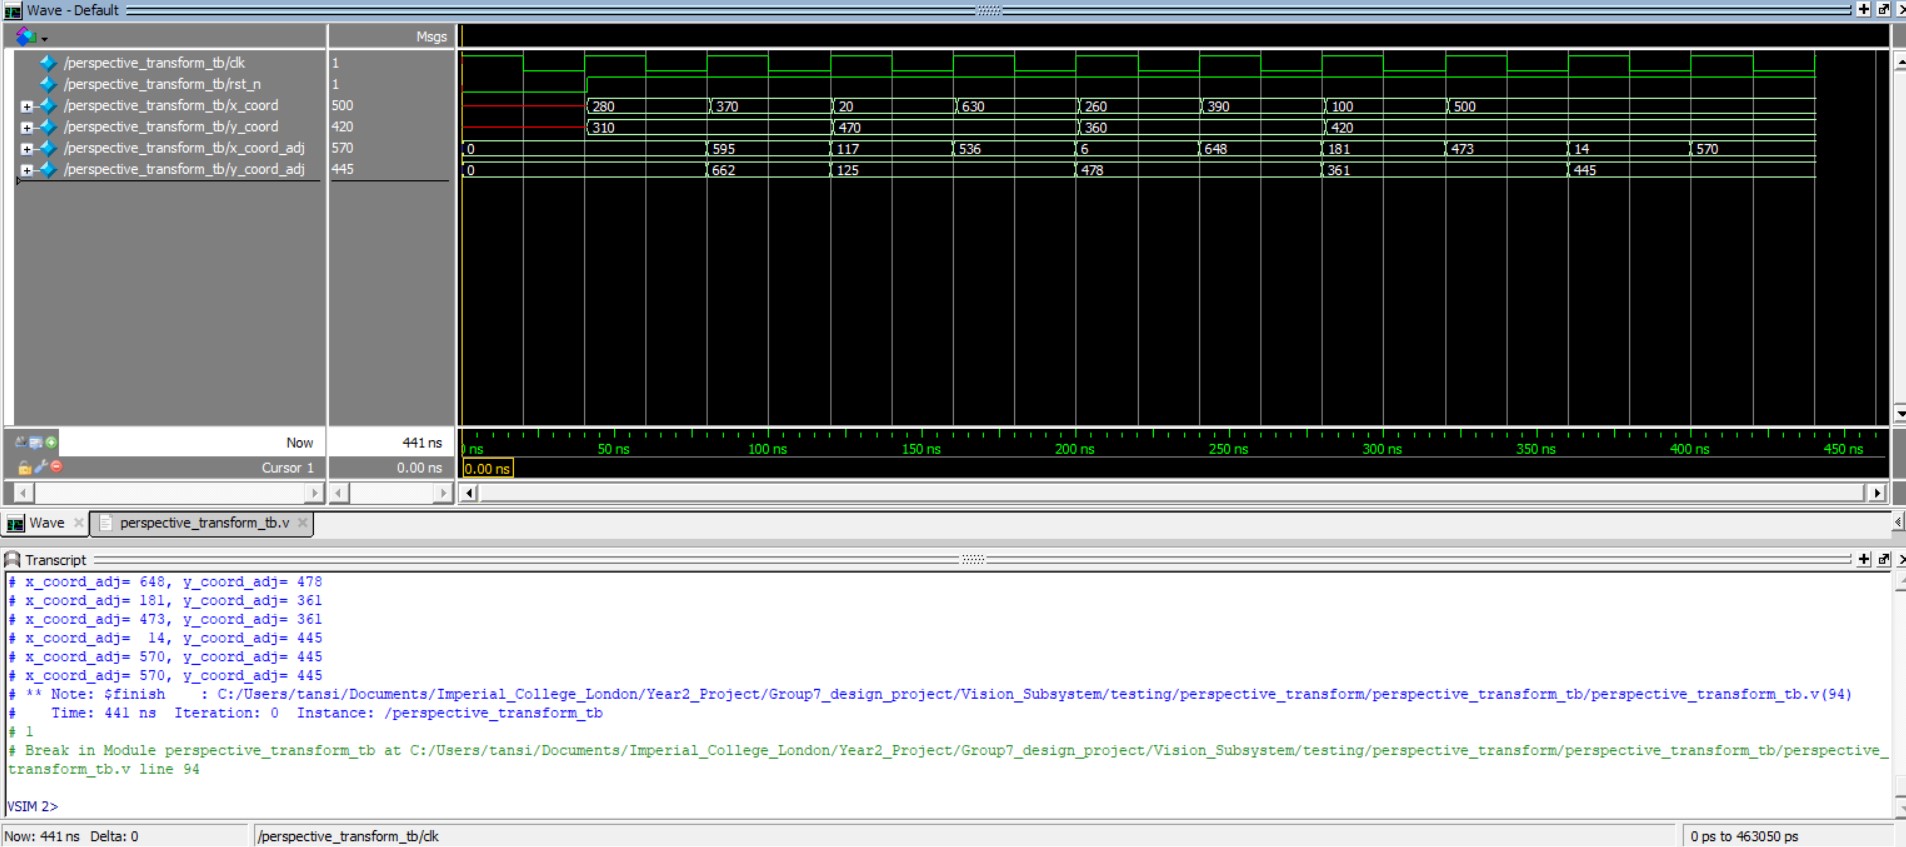 Wave - Default
Msgs
/perspective_transform_tb/clk 1
/perspective_transform_tb/rst_n 1
/perspective_transform_tb/x_coord 500 280 370 20 630 260 390 100 500
/perspective_transform_tb/y_coord 420 310 470 360 420
/perspective_transform_tb/x_coord_adj 570 0 595 117 536 6 648 181 473 14 570
/perspective_transform_tb/y_coord_adj 445 0 662 125 478 361 445
Now 441 ns ns 50 ns 100 ns 150 ns 200 ns 250 ns 300 ns 350 ns 400 ns 450 ns
Cursor 1 0.00 ns 0.00 ns
Wave perspective_transform_tb.v
Transcript
# x_coord_adj= 648, y_coord_adj= 478
# x_coord_adj= 181, y_coord_adj= 361
# x_coord_adj= 473, y_coord_adj= 361
# x_coord_adj=  14, y_coord_adj= 445
# x_coord_adj= 570, y_coord_adj= 445
# x_coord_adj= 570, y_coord_adj= 445
# ** Note: $finish    : C:/Users/tansi/Documents/Imperial_College_London/Year2_Project/Group7_design_project/Vision_Subsystem/testing/perspective_transform/perspective_transform_tb/perspective_transform_tb.v(94)
#    Time: 441 ns  Iteration: 0  Instance: /perspective_transform_tb
# 1
# Break in Module perspective_transform_tb at C:/Users/tansi/Documents/Imperial_College_London/Year2_Project/Group7_design_project/Vision_Subsystem/testing/perspective_transform/perspective_transform_tb/perspective_
transform_tb.v line 94
VSIM 2>
Now: 441 ns Delta: 0 /perspective_transform_tb/clk 0 ps to 463050 ps